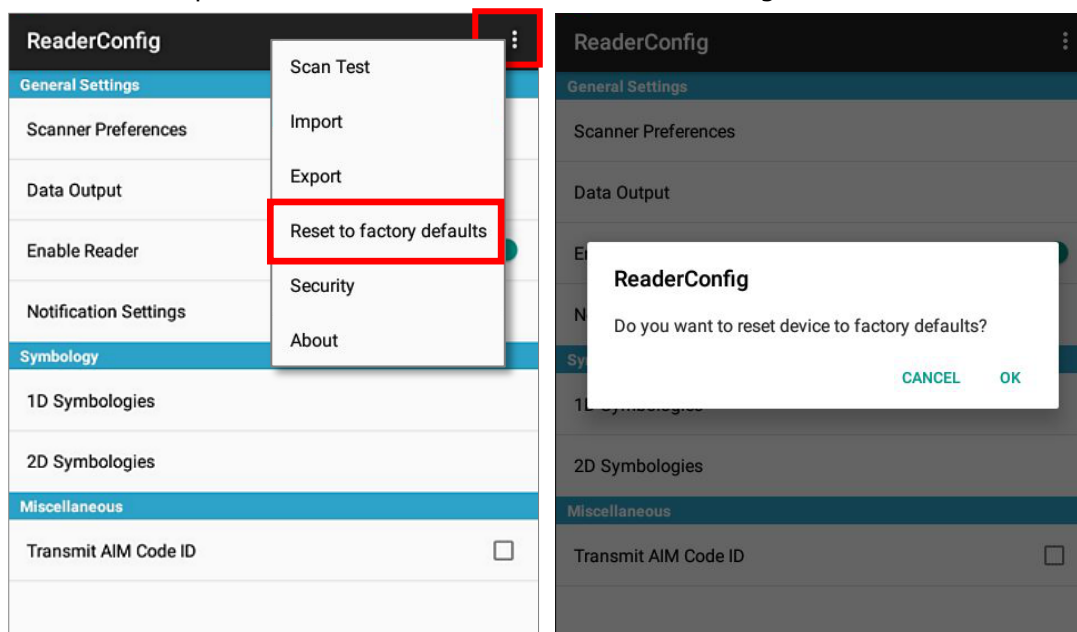 ReaderConfig
Scan Test
Import
Export
Reset to factory defaults
Security
About
General Settings
Scanner Preferences
Data Output
Enable Reader
Notification Settings
Symbology
1D Symbologies
2D Symbologies
Miscellaneous
Transmit AIM Code ID
ReaderConfig
General Settings
Scanner Preferences
Data Output
ReaderConfig
Do you want to reset device to factory defaults?
CANCEL OK
2D Symbologies
Miscellaneous
Transmit AIM Code ID